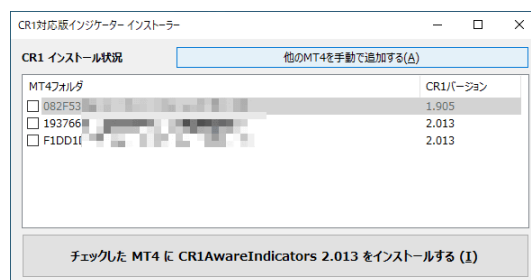 CR1対応版インジケーター インストーラー
CR1 インストール状況
他のMT4を手動で追加する(A)
MT4フォルダ CR1バージョン
082F53 1.905
193766 2.013
F1DD1 2.013
チェックした MT4 に CR1AwareIndicators 2.013 をインストールする (I)